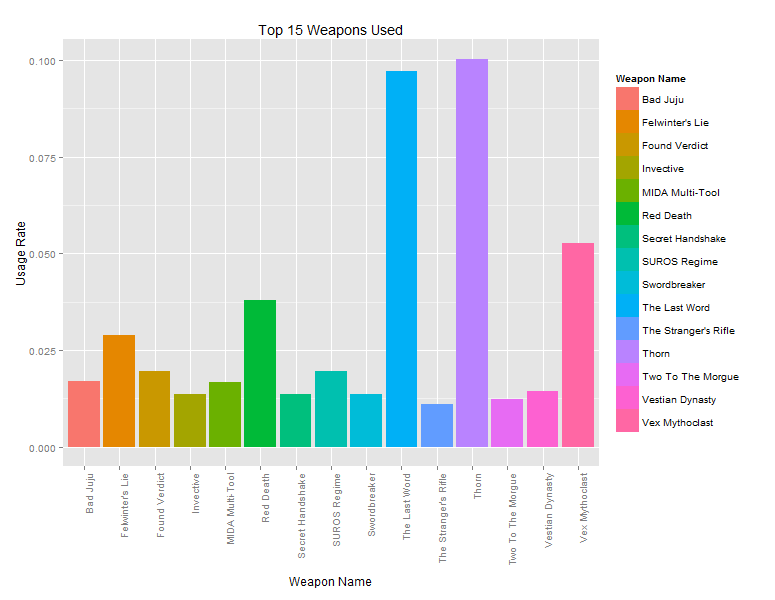 Top 15 Weapons Used
Usage Rate
0.100
0.075
0.050
0.025
0.000
Bad Juju
Felwinter's Lie
Found Verdict
Invective
MIDA Multi-Tool
Red Death
Secret Handshake
SUROS Regime
Swordbreaker
The Last Word
The Stranger's Rifle
Thorn
Two To The Morgue
Vestian Dynasty
Vex Mythoclast
Weapon Name
Weapon Name
Bad Juju
Felwinter's Lie
Found Verdict
Invective
MIDA Multi-Tool
Red Death
Secret Handshake
SUROS Regime
Swordbreaker
The Last Word
The Stranger's Rifle
Thorn
Two To The Morgue
Vestian Dynasty
Vex Mythoclast